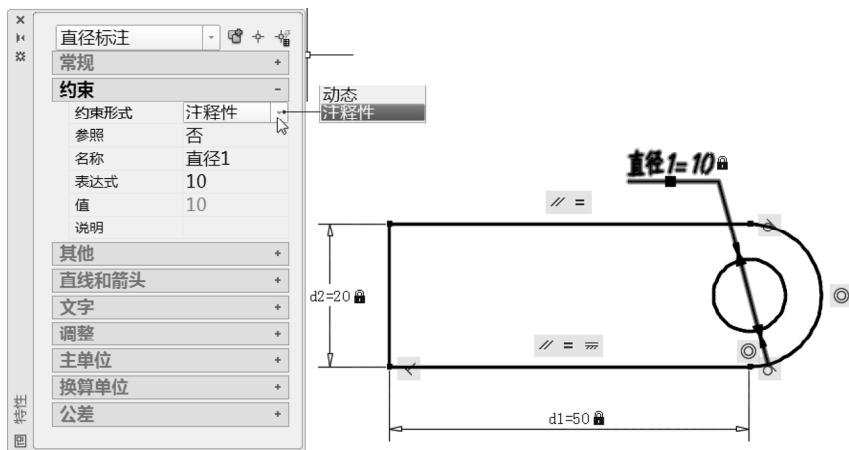 直径标注
常规
约束
约束形式 注释性
参照 否
名称 直径1
表达式 10
值 10
说明
其他
直线和箭头
文字
调整
主单位
换算单位
公差
特性
动态
注释性
直径1=10
d2=20
d1=50